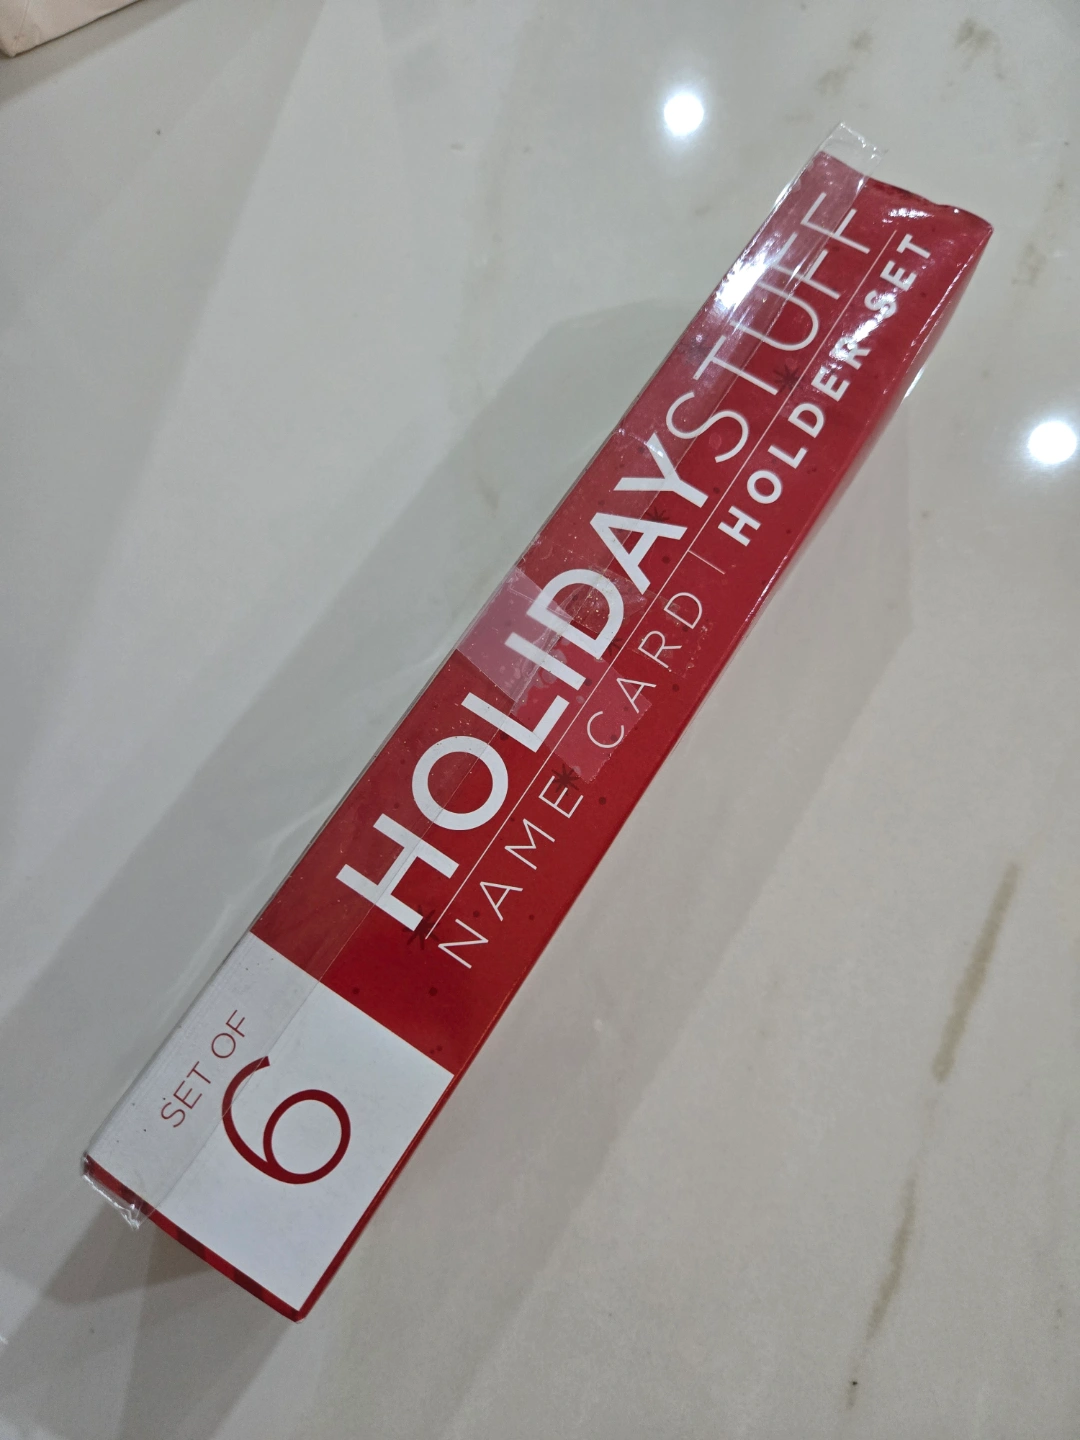 HOLIDAYSTUFF
NAME CARD | HOLDER SET
SET OF
6